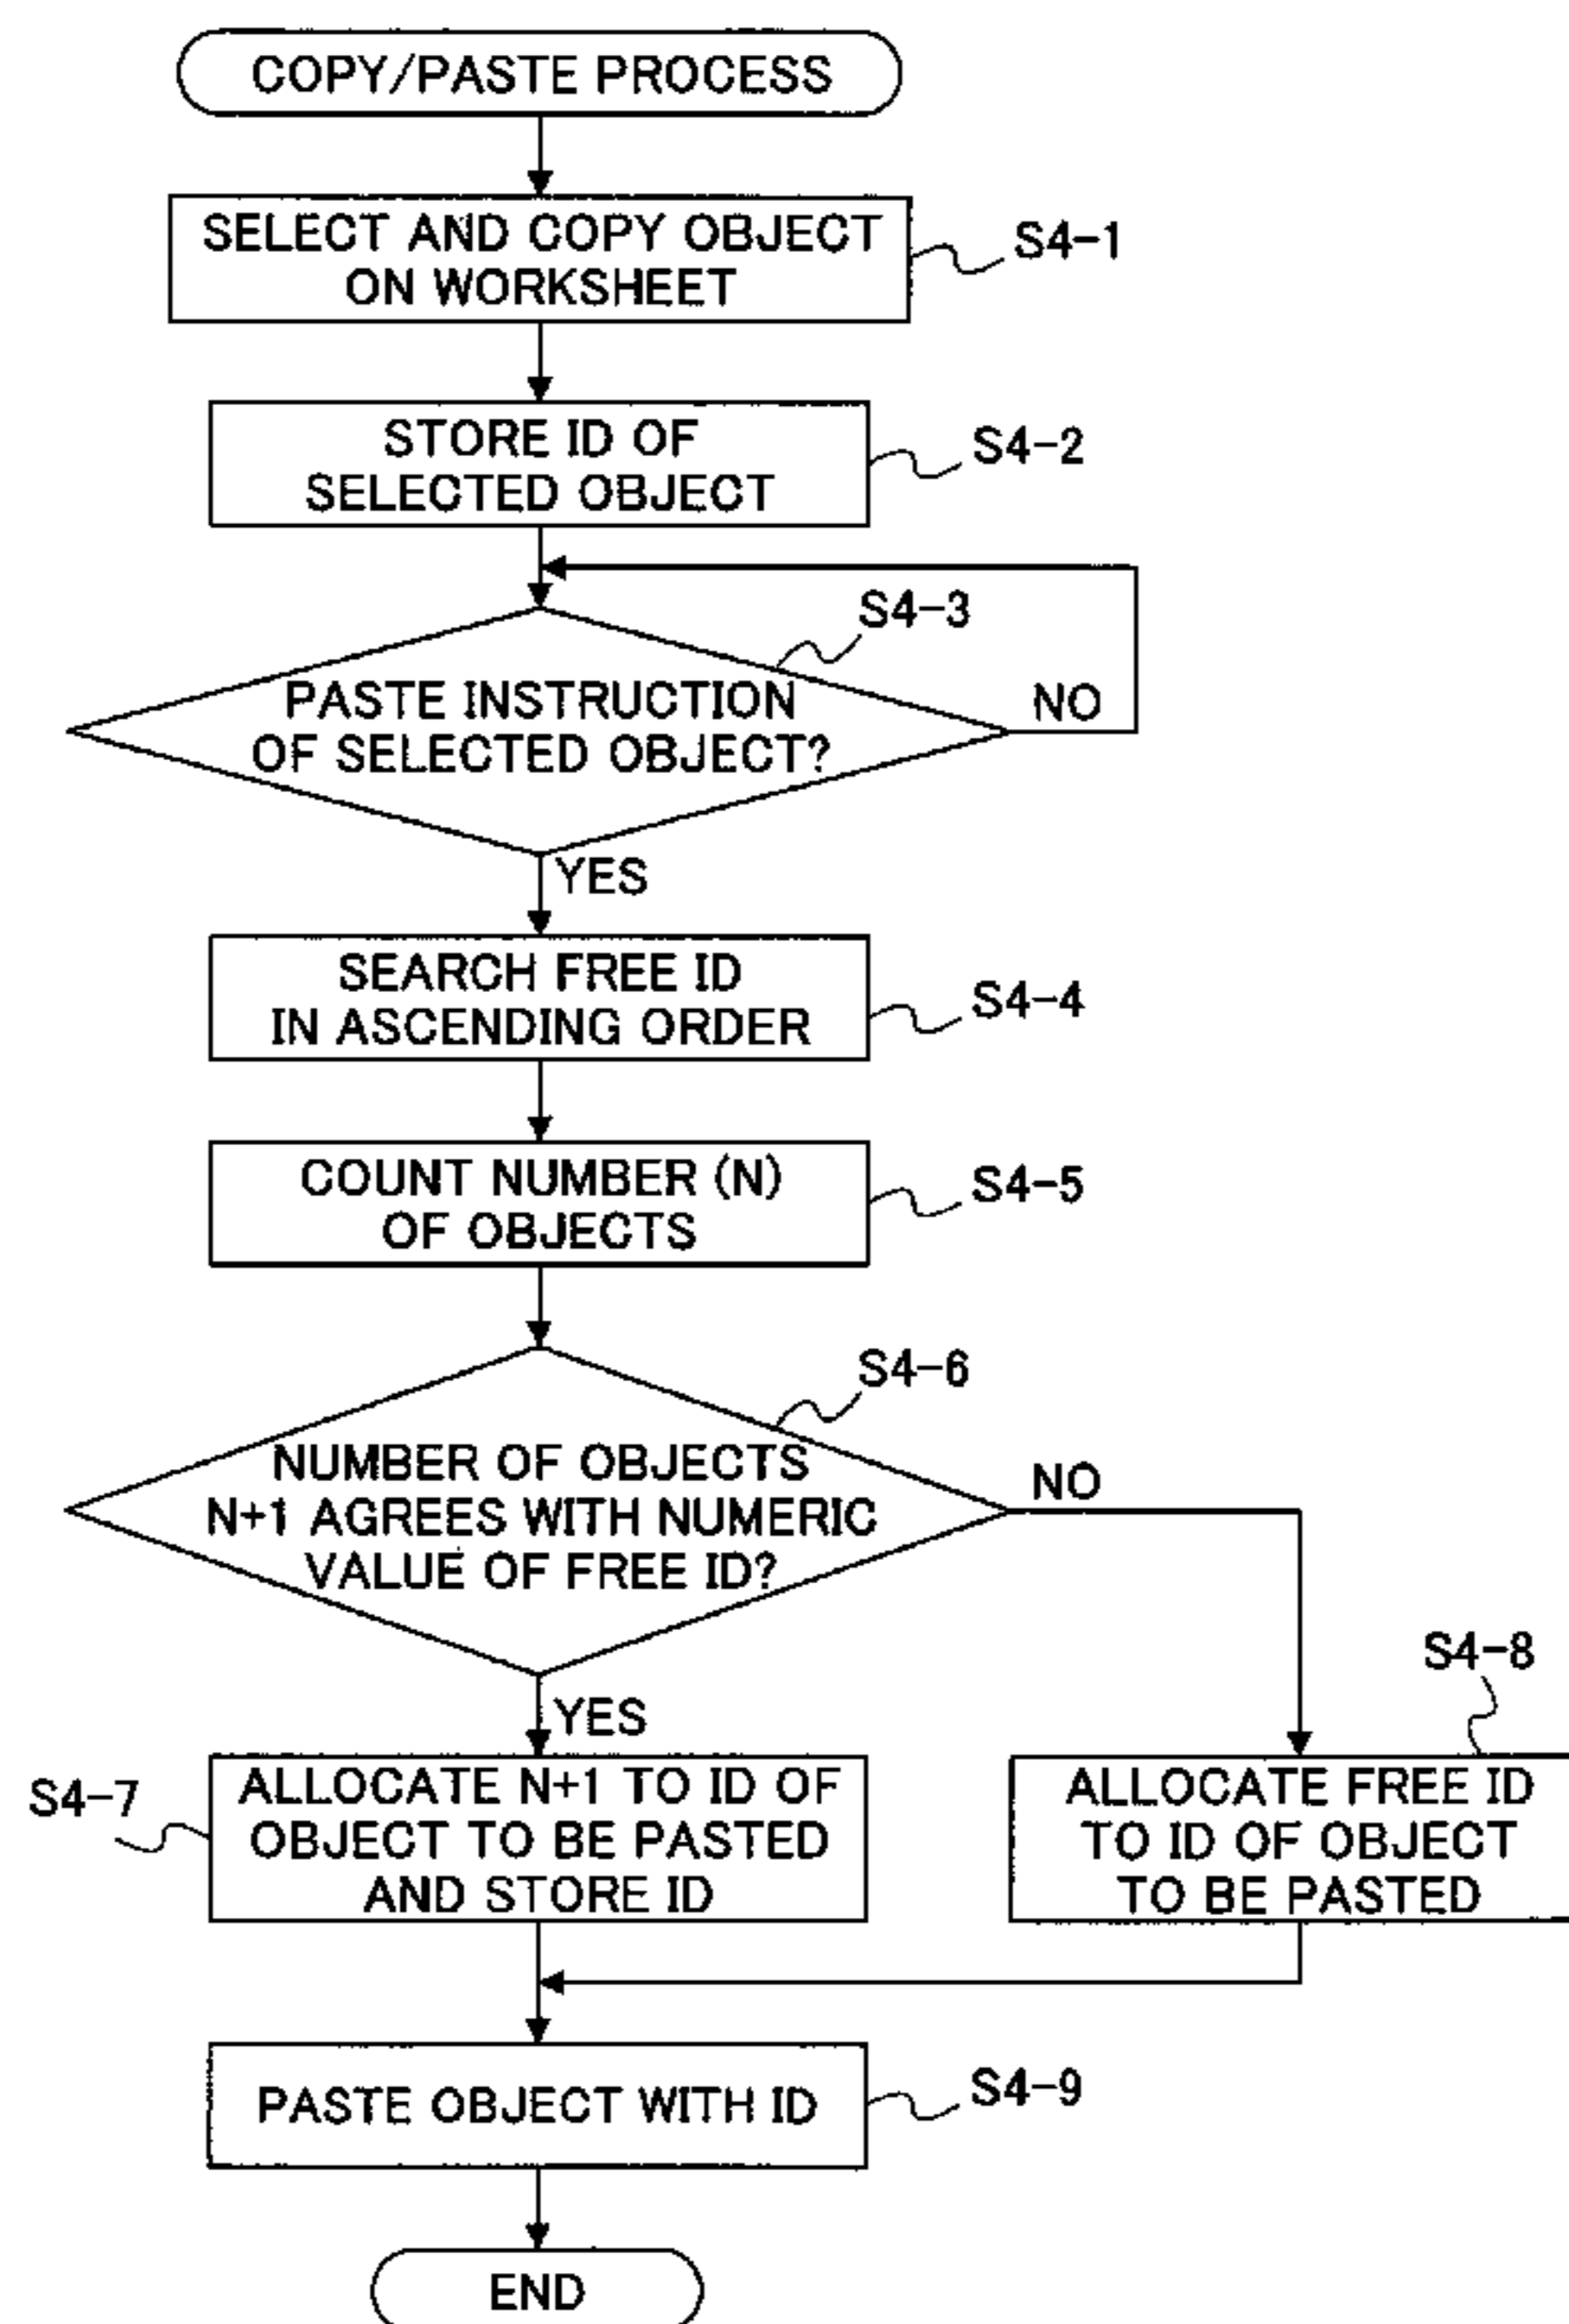 COPY/PASTE PROCESS
SELECT AND COPY OBJECT
ON WORKSHEET
S4-1
STORE ID OF
SELECTED OBJECT
S4-2
S4-3
PASTE INSTRUCTION
OF SELECTED OBJECT?
NO
YES
SEARCH FREE ID
IN ASCENDING ORDER
S4-4
COUNT NUMBER (N)
OF OBJECTS
S4-5
S4-6
NUMBER OF OBJECTS
N+1 AGREES WITH NUMERIC
VALUE OF FREE ID?
NO
YES
S4-7
ALLOCATE N+1 TO ID OF
OBJECT TO BE PASTED
AND STORE ID
S4-8
ALLOCATE FREE ID
TO ID OF OBJECT
TO BE PASTED
PASTE OBJECT WITH ID
S4-9
END